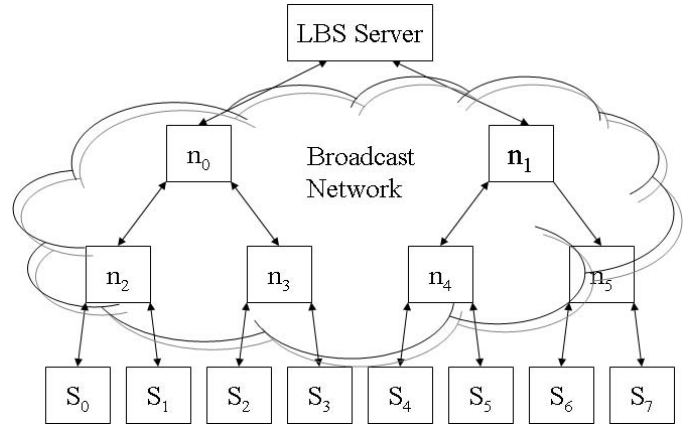 LBS Server
n₀
Broadcast
Network
n₁
n₂
n₃
n₄
n₅
S₀
S₁
S₂
S₃
S₄
S₅
S₆
S₇